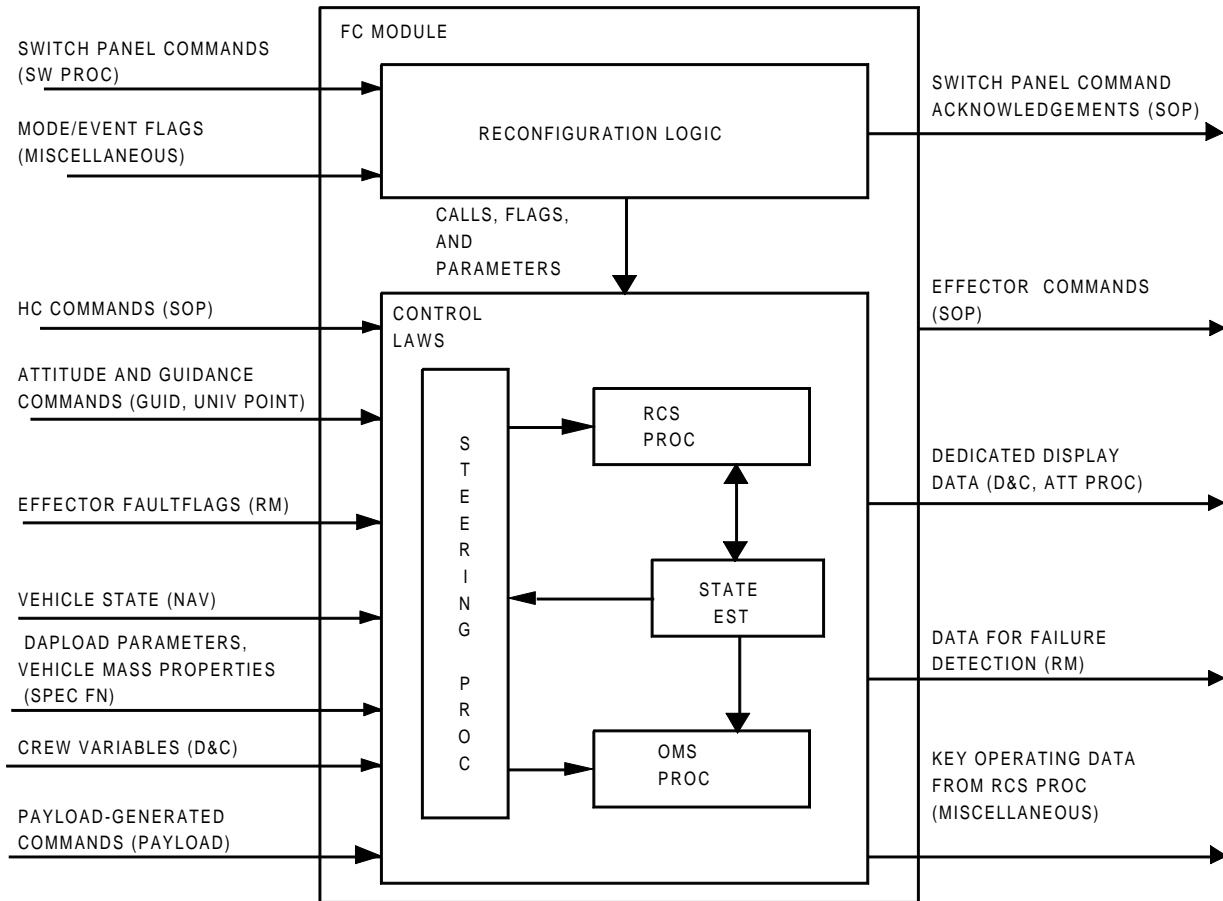 FC MODULE
SWITCH PANEL COMMANDS
(SW PROC)
MODE/EVENT FLAGS
(MISCELLANEOUS)
RECONFIGURATION LOGIC
SWITCH PANEL COMMAND
ACKNOWLEDGEMENTS (SOP)
CALLS, FLAGS,
AND
PARAMETERS
HC COMMANDS (SOP)
ATTITUDE AND GUIDANCE
COMMANDS (GUID, UNIV POINT)
EFFECTOR FAULTFLAGS (RM)
VEHICLE STATE (NAV)
DAPLOAD PARAMETERS,
VEHICLE MASS PROPERTIES
(SPEC FN)
CREW VARIABLES (D&C)
PAYLOAD-GENERATED
COMMANDS (PAYLOAD)
CONTROL
LAWS
STEERING PROC
RCS
PROC
STATE
EST
OMS
PROC
EFFECTOR COMMANDS
(SOP)
DEDICATED DISPLAY
DATA (D&C, ATT PROC)
DATA FOR FAILURE
DETECTION (RM)
KEY OPERATING DATA
FROM RCS PROC
(MISCELLANEOUS)